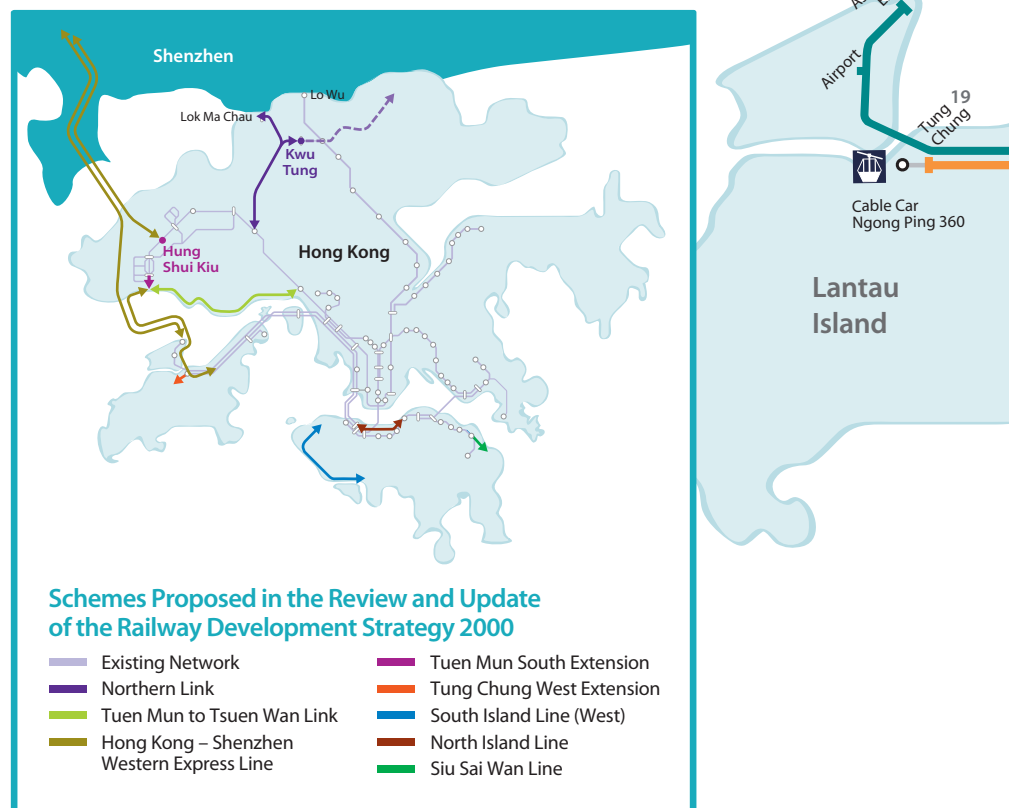 Shenzhen
Lo Wu
Lok Ma Chau
Kwu
Tung
Hung
Shui Kiu
Hong Kong
Schemes Proposed in the Review and Update
of the Railway Development Strategy 2000
Existing Network
Northern Link
Tuen Mun to Tsuen Wan Link
Hong Kong – Shenzhen
Western Express Line
Tuen Mun South Extension
Tung Chung West Extension
South Island Line (West)
North Island Line
Siu Sai Wan Line
Airport
19
Tung
Chung
Cable Car
Ngong Ping 360
Lantau
Island